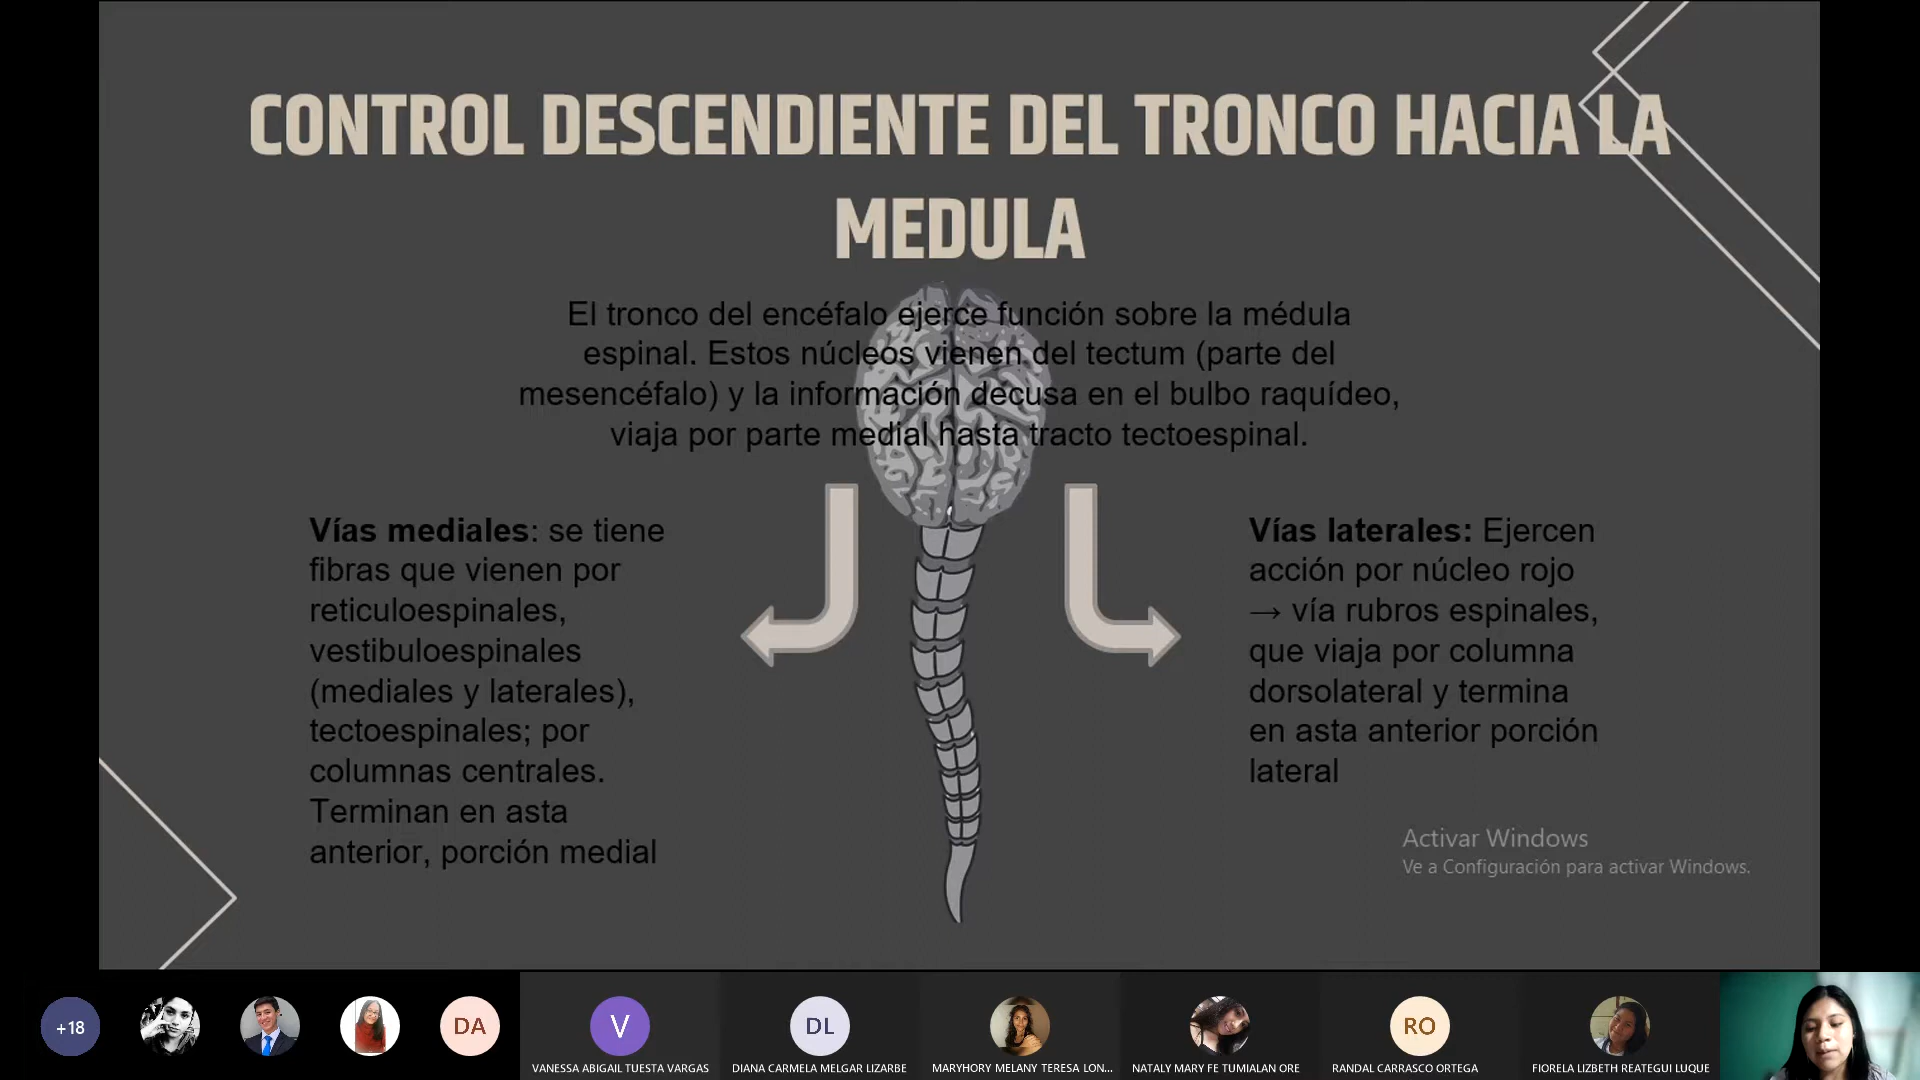 CONTROL DESCENDIENTE DEL TRONCO HACIA LA
MEDULA
El tronco del encéfalo ejerce función sobre la médula
espinal. Estos núcleos vienen del tectum (parte del
mesencéfalo) y la información decusa en el bulbo raquídeo,
viaja por parte medial hasta tracto tectoespinal.
Vías mediales: se tiene
fibras que vienen por
reticuloespinales,
vestibuloespinales
(mediales y laterales),
tectoespinales; por
columnas centrales.
Terminan en asta
anterior, porción medial
Vías laterales: Ejercen
acción por núcleo rojo
→ vía rubros espinales,
que viaja por columna
dorsolateral y termina
en asta anterior porción
lateral
Activar Windows
Ve a Configuración para activar Windows.
+18
DA
V
DL
RO
VANESSA ABIGAIL TUESTA VARGAS
DIANA CARMELA MELGAR LIZARBE
MARYHORY MELANY TERESA LON...
NATALY MARY FE TUMIALAN ORE
RANDAL CARRASCO ORTEGA
FIORELA LIZBETH REATEGUI LUQUE